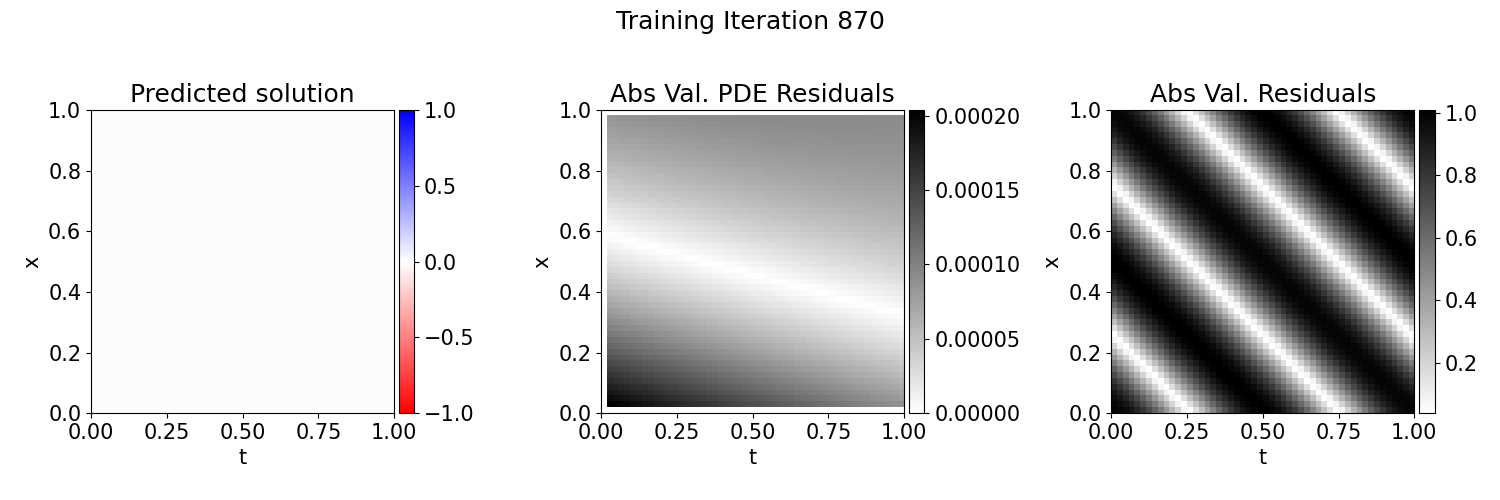 Training Iteration 870
Predicted solution
1.0
0.8
0.6
0.4
0.2
0.0
x
0.00 0.25 0.50 0.75 1.00
t
1.0
0.5
0.0
−0.5
−1.0
Abs Val. PDE Residuals
1.0
0.8
0.6
0.4
0.2
0.0
x
0.00 0.25 0.50 0.75 1.00
t
0.00020
0.00015
0.00010
0.00005
0.00000
Abs Val. Residuals
1.0
0.8
0.6
0.4
0.2
0.0
x
0.00 0.25 0.50 0.75 1.00
t
1.0
0.8
0.6
0.4
0.2